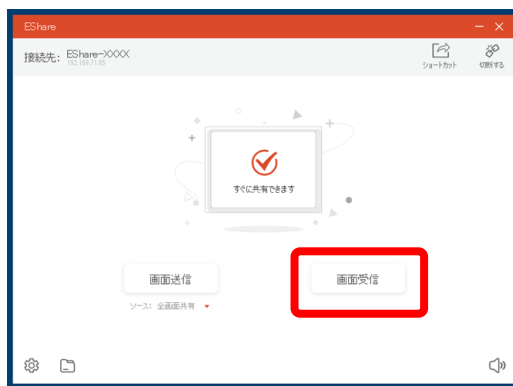 EShare
接続先: EShare-XXXX
192.168.71.85
ショートカット
切断する
すぐに共有できます
画面送信
画面受信
ソース: 全画面共有